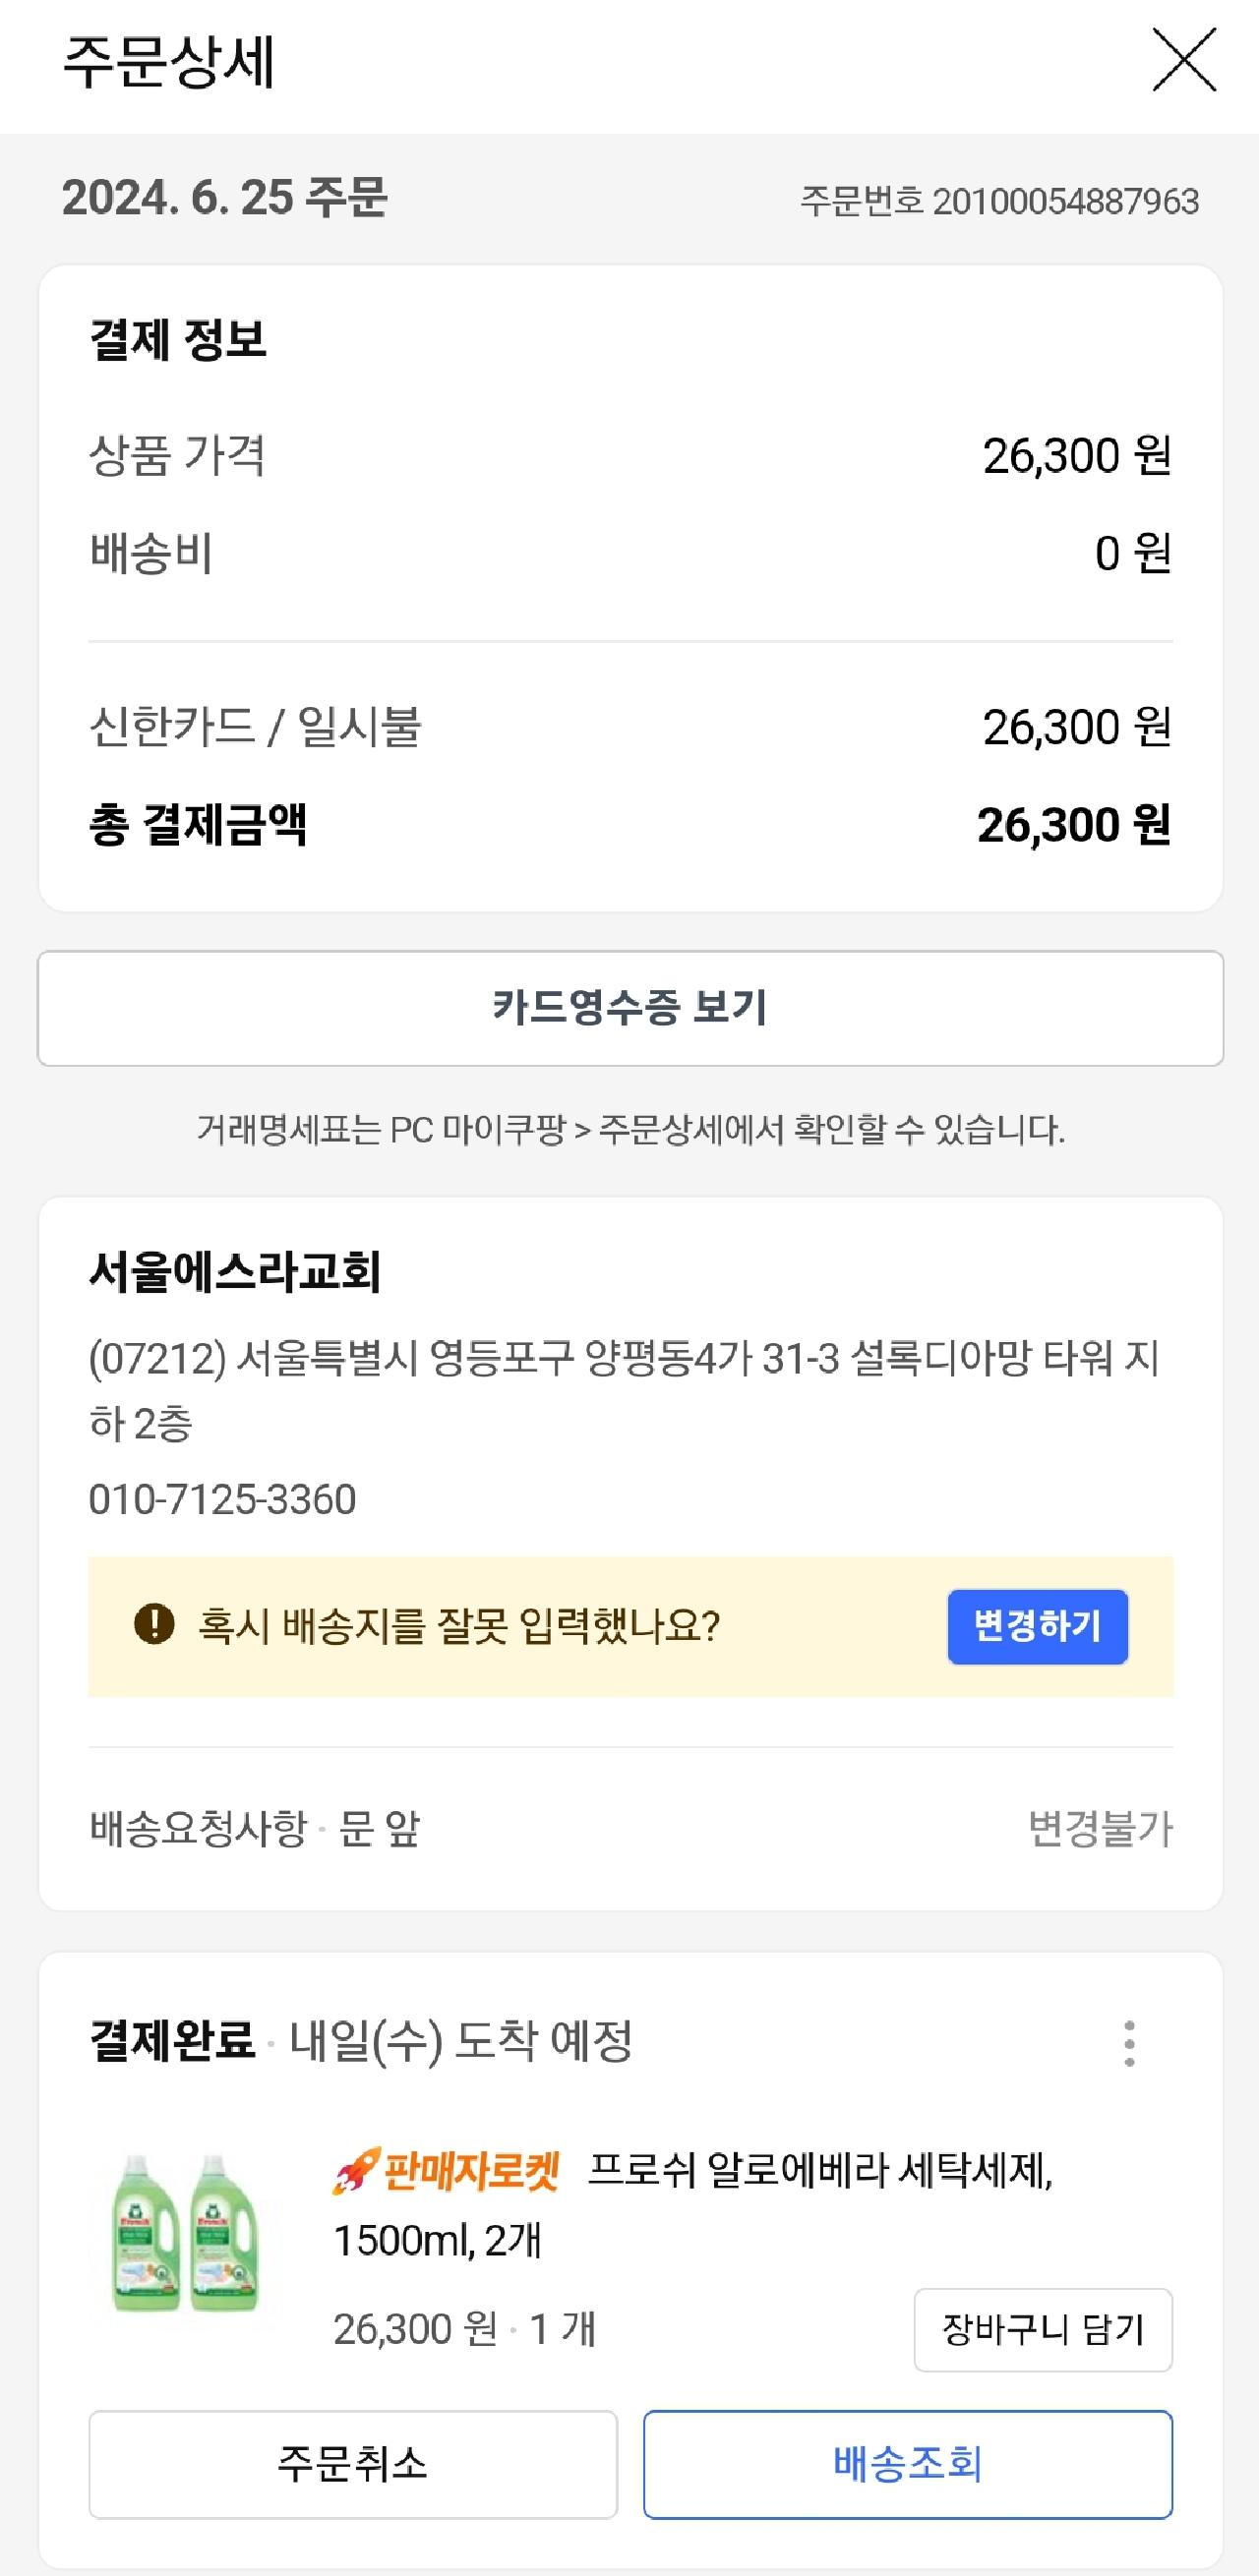 주문상세
2024. 6. 25 주문
주문번호 20100054887963
결제 정보
상품 가격 26,300 원
배송비 0 원
신한카드 / 일시불 26,300 원
총 결제금액 26,300 원
카드영수증 보기
거래명세표는 PC 마이쿠팡 > 주문상세에서 확인할 수 있습니다.
서울에스라교회
(07212) 서울특별시 영등포구 양평동4가 31-3 설록디아망 타워 지
하 2층
010-7125-3360
혹시 배송지를 잘못 입력했나요? 변경하기
배송요청사항 · 문 앞 변경불가
결제완료 · 내일(수) 도착 예정
판매자로켓 프로쉬 알로에베라 세탁세제,
1500ml, 2개
26,300 원 · 1 개
장바구니 담기
주문취소 배송조회